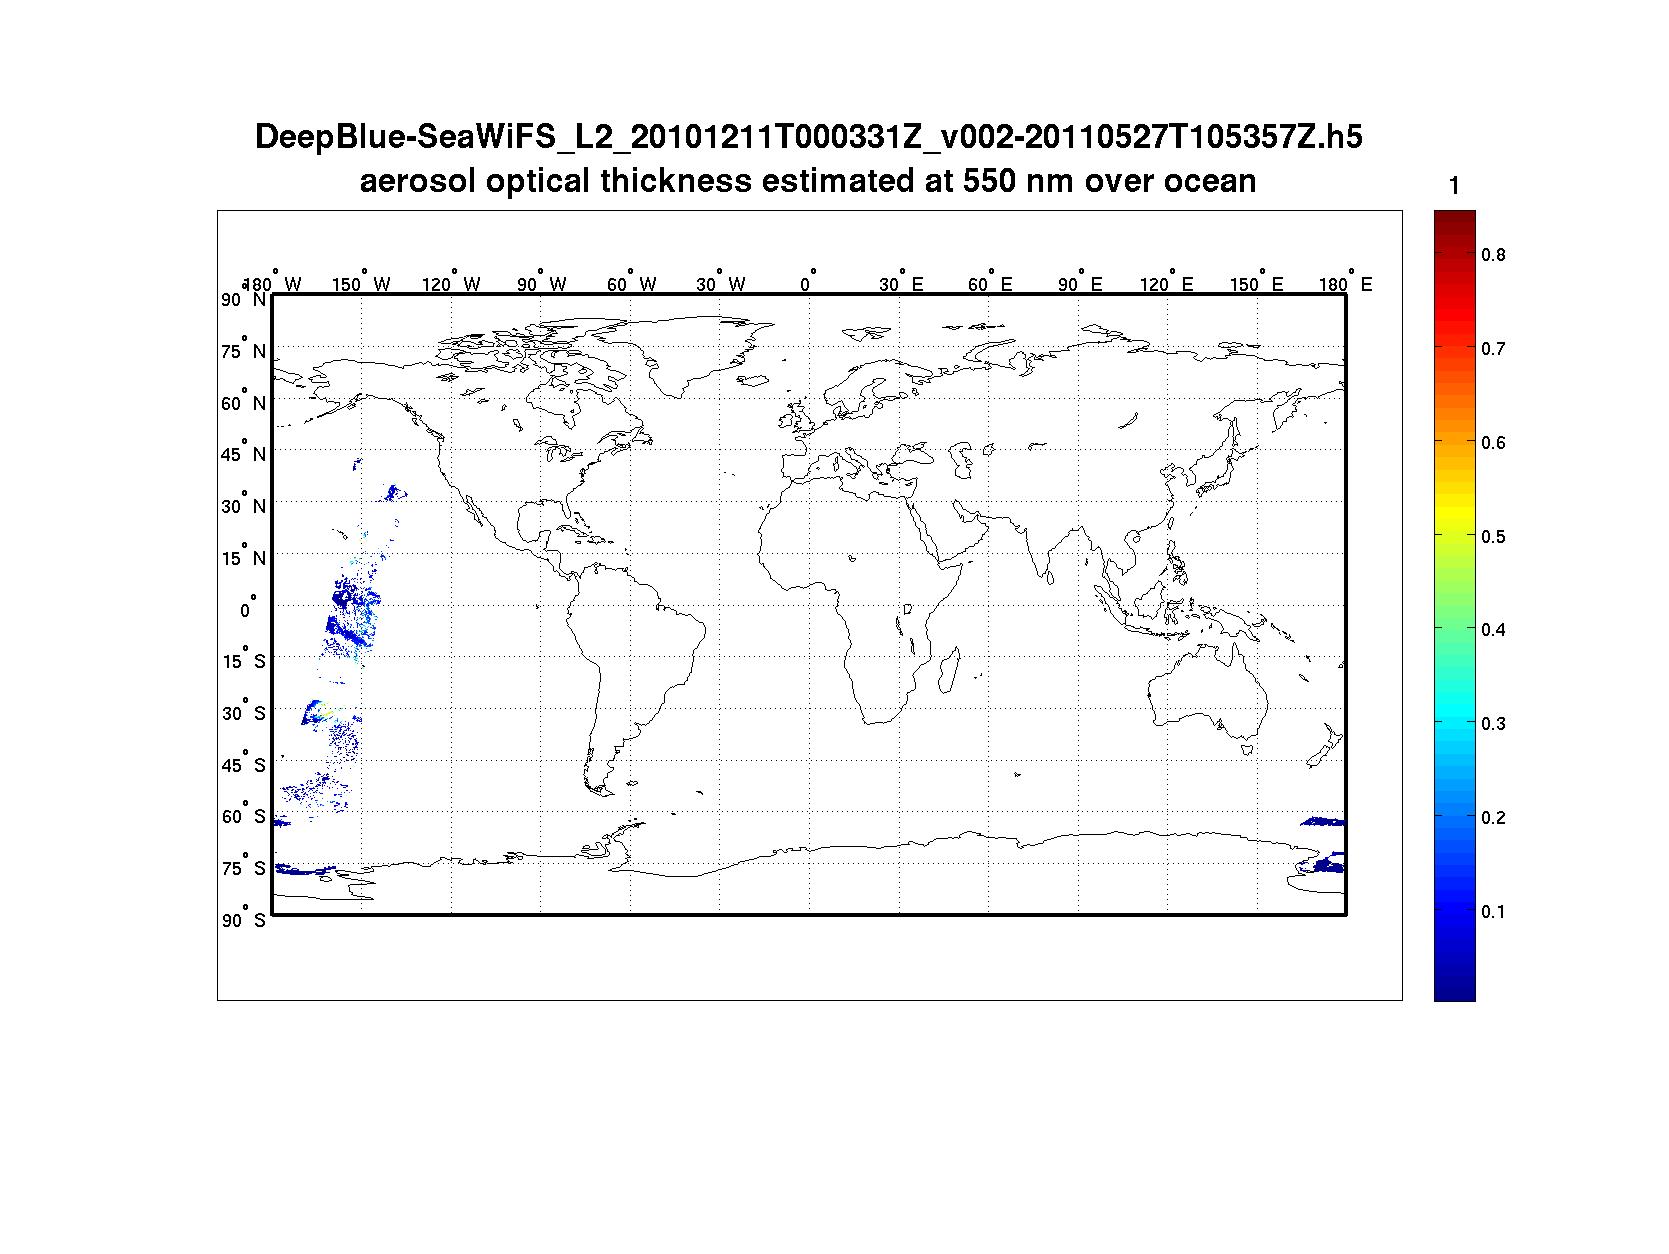 DeepBlue-SeaWiFS_L2_20101211T000331Z_v002-20110527T105357Z.h5
aerosol optical thickness estimated at 550 nm over ocean
1
180° W 150° W 120° W 90° W 60° W 30° W 0° 30° E 60° E 90° E 120° E 150° E 180° E
90° N
75° N
60° N
45° N
30° N
15° N
0°
15° S
30° S
45° S
60° S
75° S
90° S
0.8
0.7
0.6
0.5
0.4
0.3
0.2
0.1